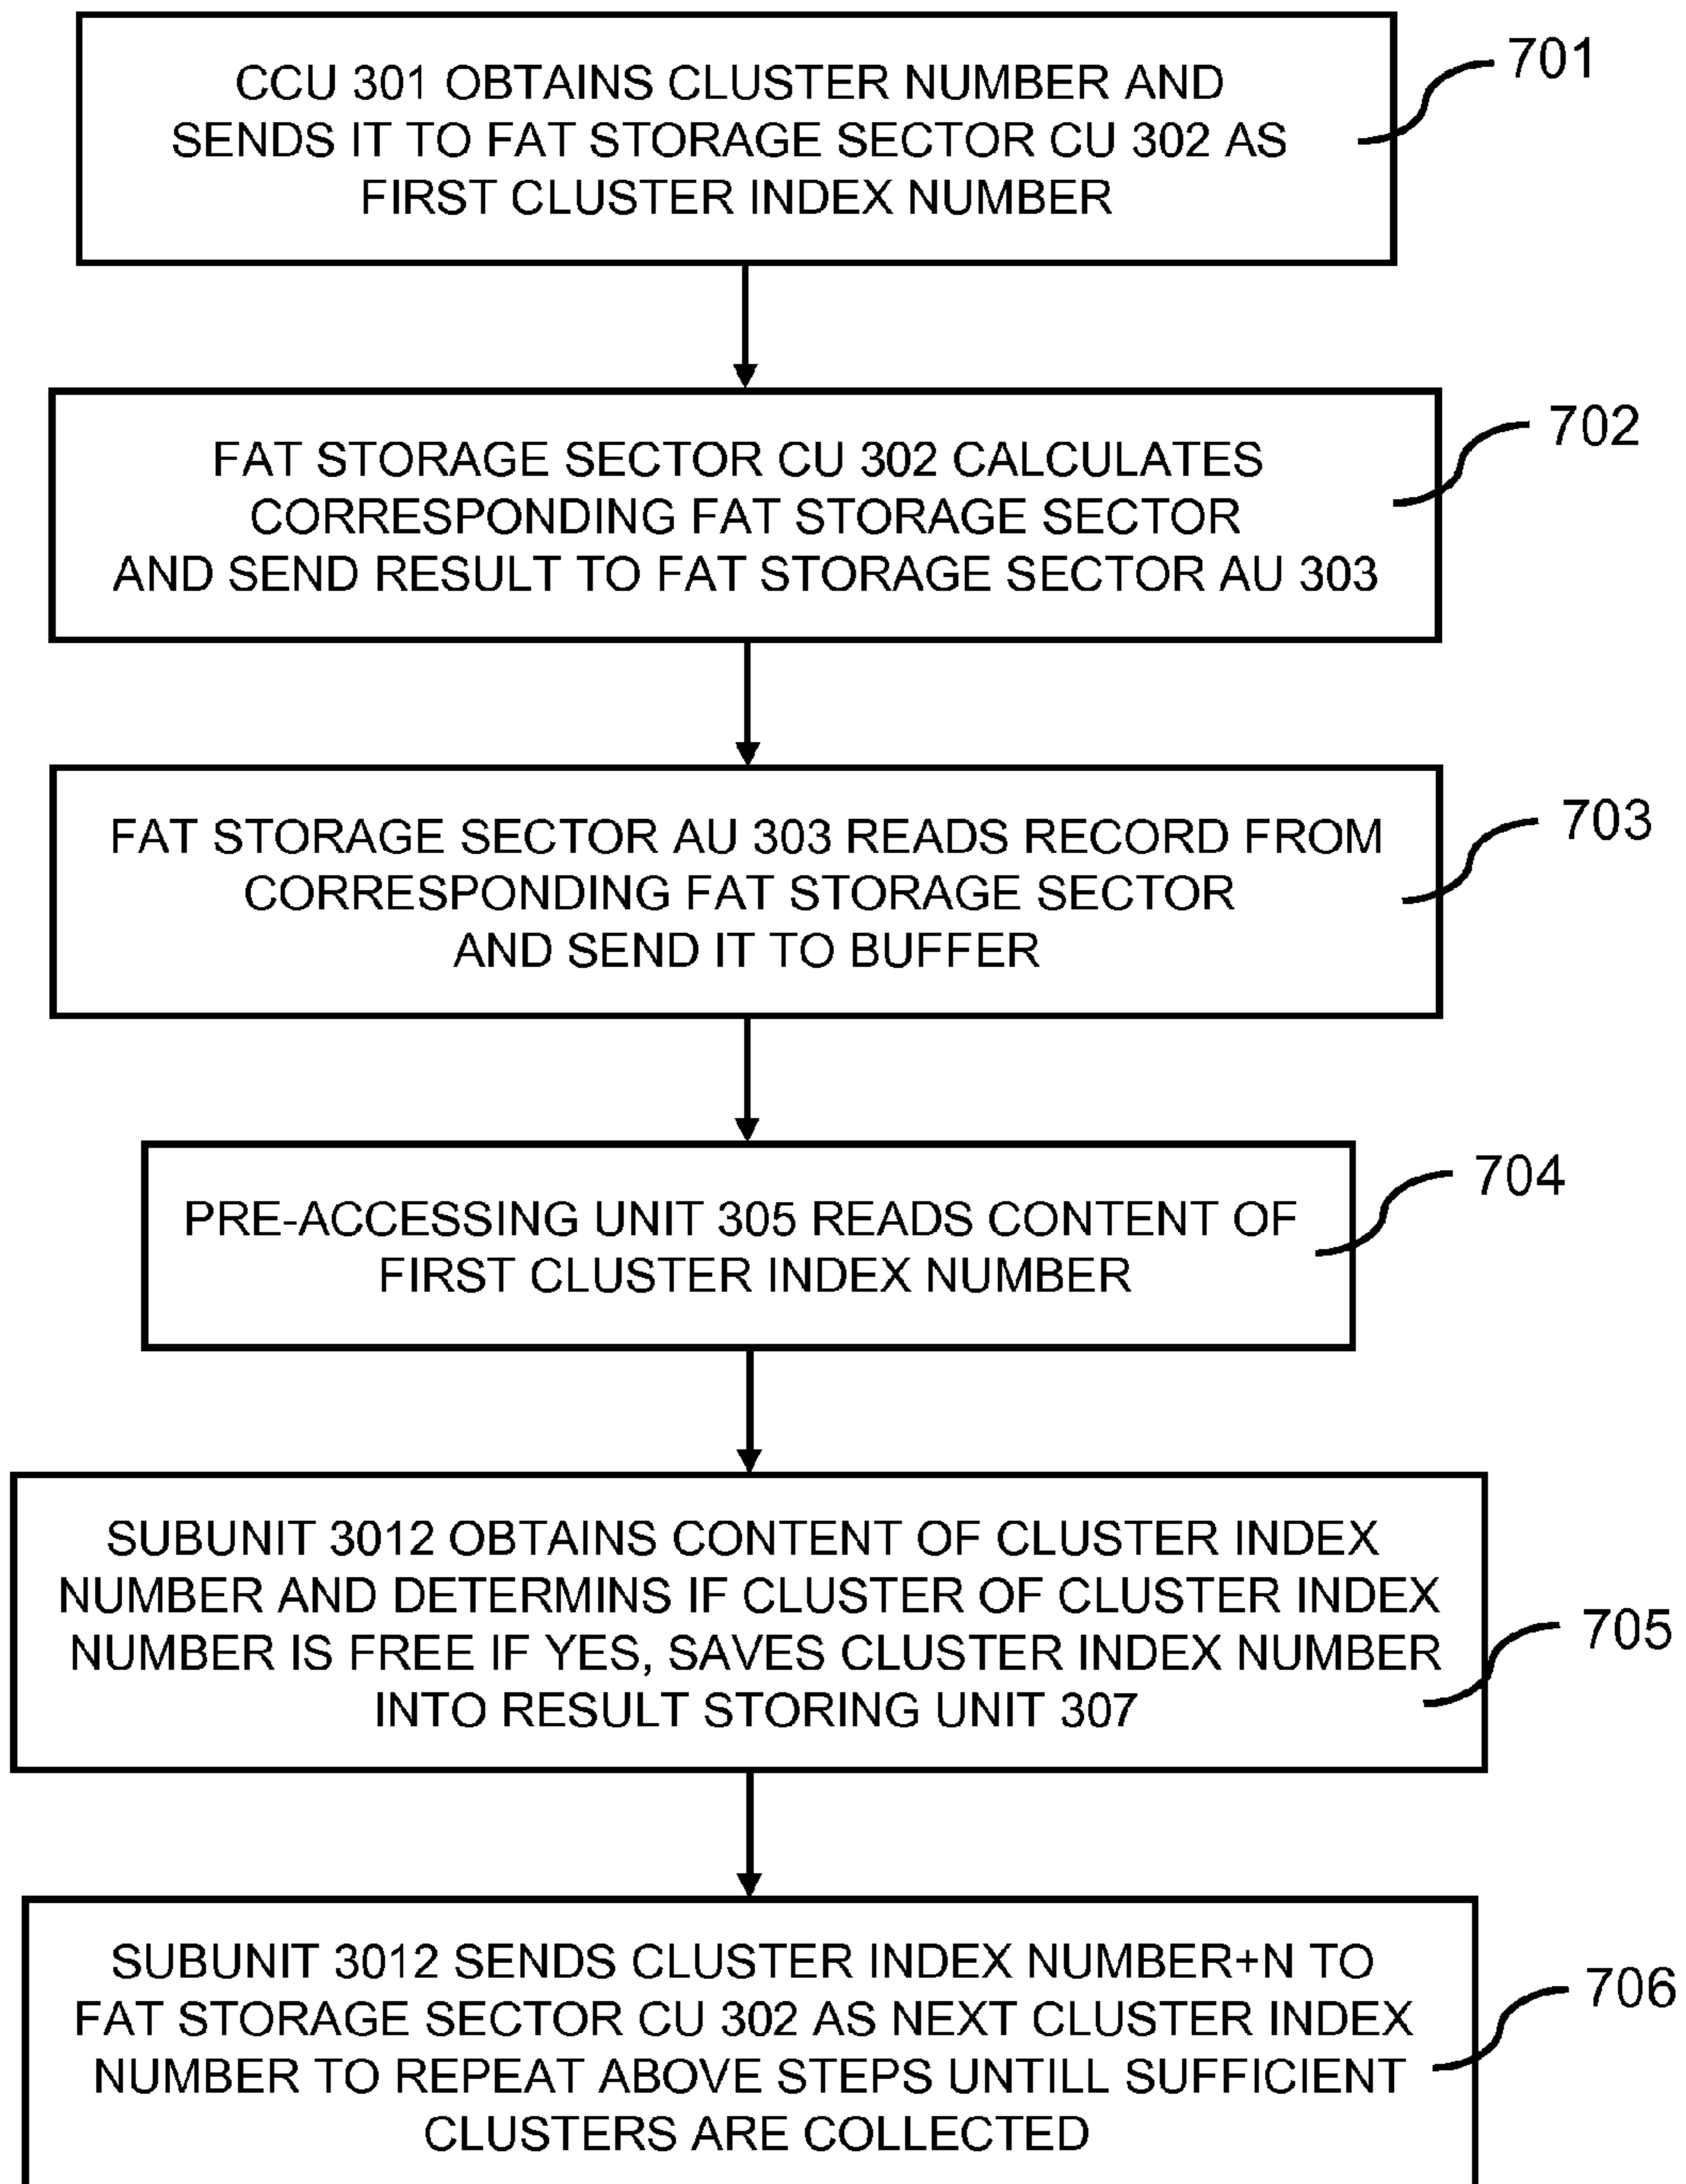 CCU 301 OBTAINS CLUSTER NUMBER AND
SENDS IT TO FAT STORAGE SECTOR CU 302 AS
FIRST CLUSTER INDEX NUMBER
701
FAT STORAGE SECTOR CU 302 CALCULATES
CORRESPONDING FAT STORAGE SECTOR
AND SEND RESULT TO FAT STORAGE SECTOR AU 303
702
FAT STORAGE SECTOR AU 303 READS RECORD FROM
CORRESPONDING FAT STORAGE SECTOR
AND SEND IT TO BUFFER
703
PRE-ACCESSING UNIT 305 READS CONTENT OF
FIRST CLUSTER INDEX NUMBER
704
SUBUNIT 3012 OBTAINS CONTENT OF CLUSTER INDEX
NUMBER AND DETERMINS IF CLUSTER OF CLUSTER INDEX
NUMBER IS FREE IF YES, SAVES CLUSTER INDEX NUMBER
INTO RESULT STORING UNIT 307
705
SUBUNIT 3012 SENDS CLUSTER INDEX NUMBER+N TO
FAT STORAGE SECTOR CU 302 AS NEXT CLUSTER INDEX
NUMBER TO REPEAT ABOVE STEPS UNTILL SUFFICIENT
CLUSTERS ARE COLLECTED
706